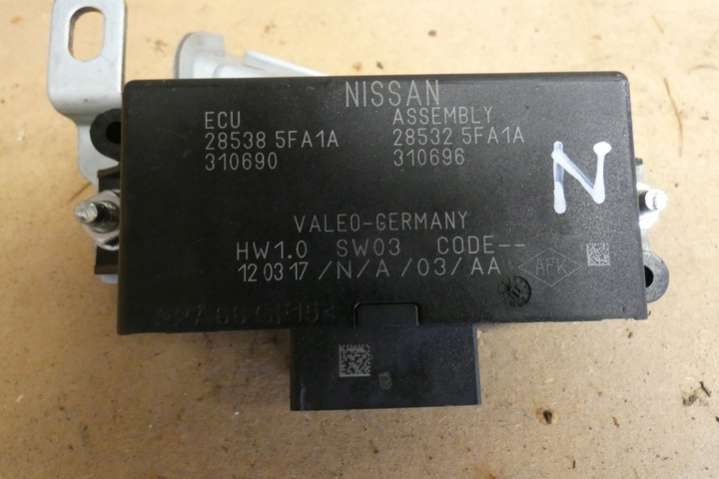 NISSAN
ECU ASSEMBLY
28538 5FA1A 28532 5FA1A
310690 310696
N
VALEO-GERMANY
HW1.0 SW03 CODE--
12 03 17 /N/A /03/AA
AFK